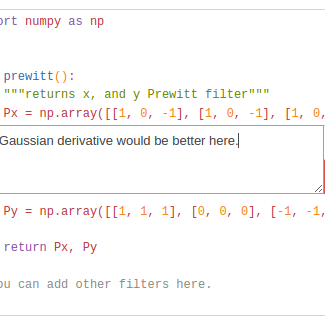 ort numpy as np
prewitt():
"""returns x, and y Prewitt filter"""
Px = np.array([[1, 0, -1], [1, 0, -1], [1, 0,
Gaussian derivative would be better here.
Py = np.array([[1, 1, 1], [0, 0, 0], [-1, -1,
return Px, Py
ou can add other filters here.